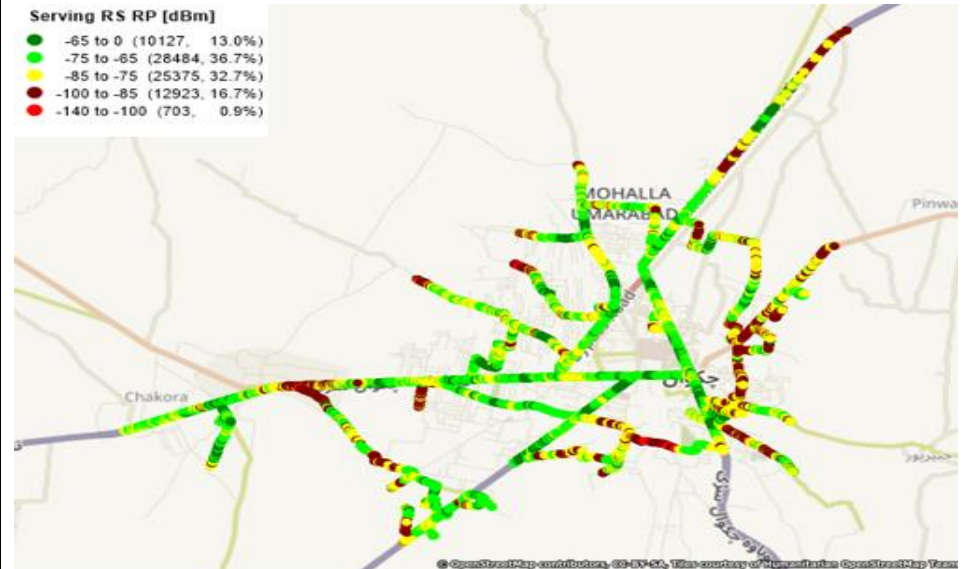 Serving RS RP [dBm]
-65 to 0 (10127, 13.0%)
-75 to -65 (28484, 36.7%)
-85 to -75 (25375, 32.7%)
-100 to -85 (12923, 16.7%)
-140 to -100 (703, 0.9%)
MOHALLA
UMARABAD
Pinwa
Chakora
چکوال
© OpenStreetMap contributors, CC-BY-SA, Tiles courtesy of Humanitarian OpenStreetMap Team